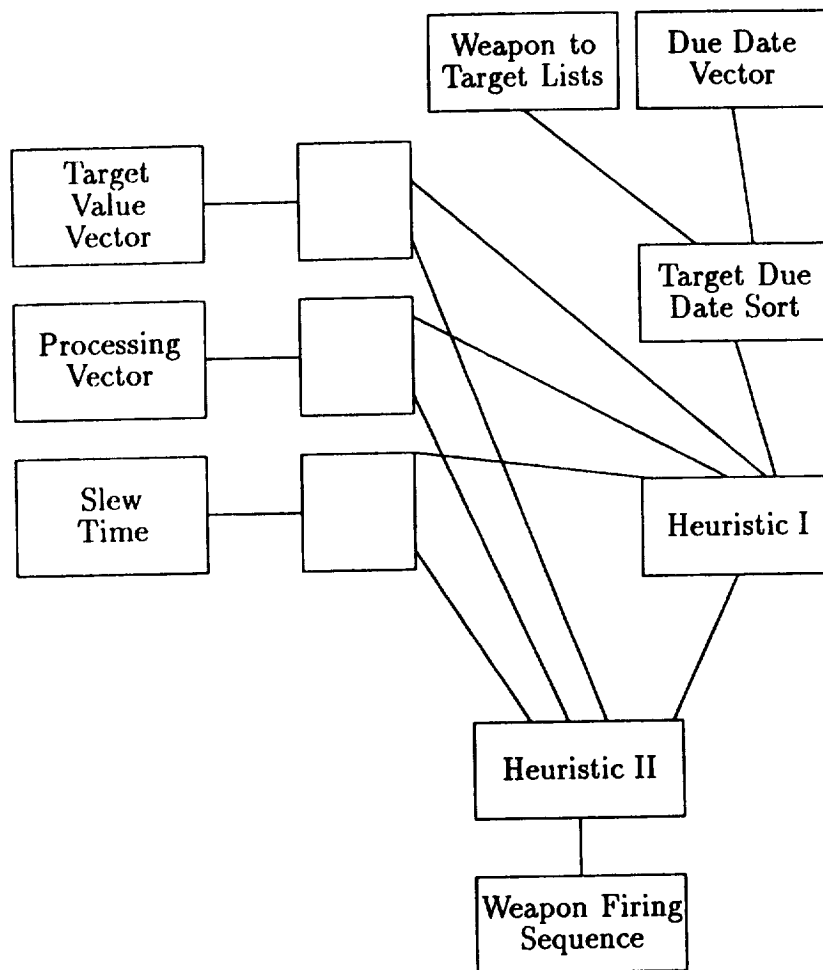 Weapon to
Target Lists
Due Date
Vector
Target
Value
Vector
Target Due
Date Sort
Processing
Vector
Slew
Time
Heuristic I
Heuristic II
Weapon Firing
Sequence